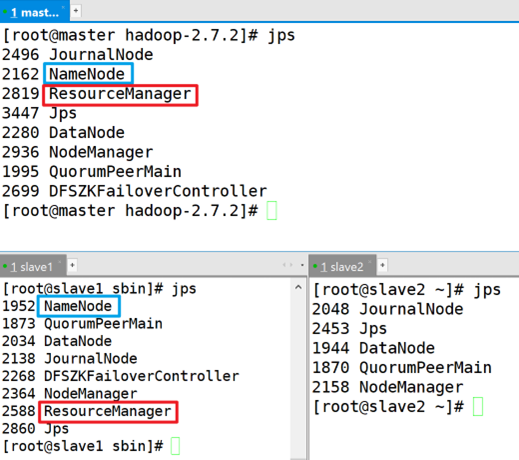 1 mast...
[root@master hadoop-2.7.2]# jps
2496 JournalNode
2162 NameNode
2819 ResourceManager
3447 Jps
2280 DataNode
2936 NodeManager
1995 QuorumPeerMain
2699 DFSZKFailoverController
[root@master hadoop-2.7.2]#
1 slave1
[root@slave1 sbin]# jps
1952 NameNode
1873 QuorumPeerMain
2034 DataNode
2138 JournalNode
2268 DFSZKFailoverController
2364 NodeManager
2588 ResourceManager
2860 Jps
[root@slave1 sbin]#
1 slave2
[root@slave2 ~]# jps
2048 JournalNode
2453 Jps
1944 DataNode
1870 QuorumPeerMain
2158 NodeManager
[root@slave2 ~]#